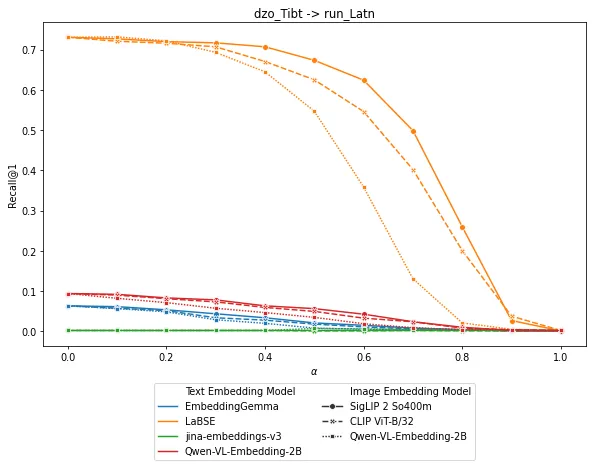 dzo_Tibt -> run_Latn
Recall@1
0.7
0.6
0.5
0.4
0.3
0.2
0.1
0.0
0.0 0.2 0.4 0.6 0.8 1.0
α
Text Embedding Model Image Embedding Model
EmbeddingGemma SigLIP 2 So400m
LaBSE CLIP ViT-B/32
jina-embeddings-v3 Qwen-VL-Embedding-2B
Qwen-VL-Embedding-2B